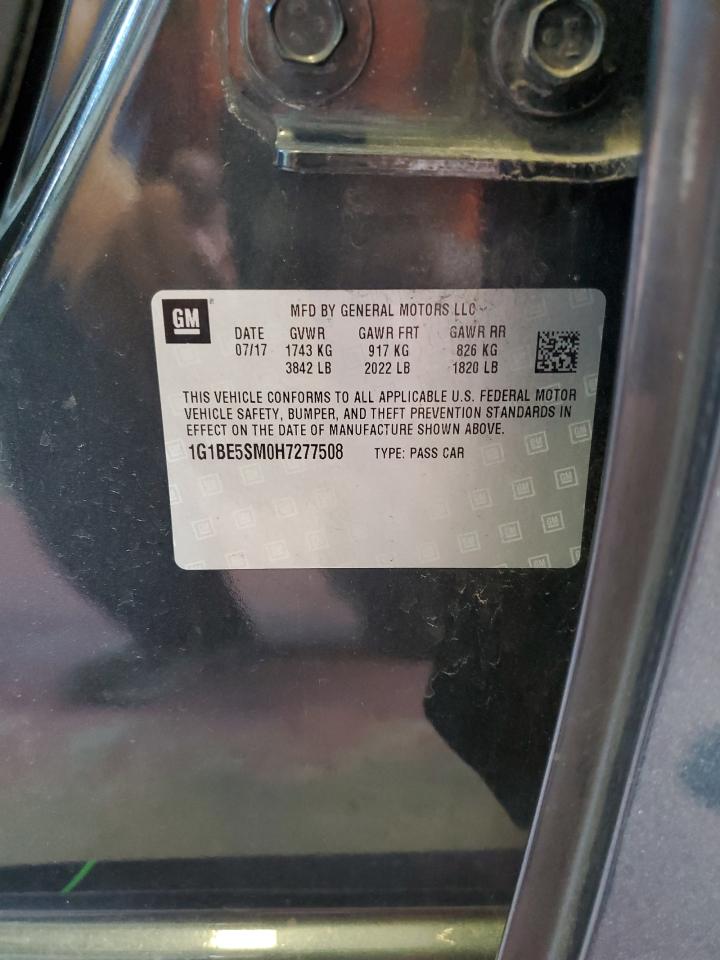 GM
MFD BY GENERAL MOTORS LLC
DATE GVWR GAWR FRT GAWR RR
07/17 1743 KG 917 KG 826 KG
3842 LB 2022 LB 1820 LB
THIS VEHICLE CONFORMS TO ALL APPLICABLE U.S. FEDERAL MOTOR
VEHICLE SAFETY, BUMPER, AND THEFT PREVENTION STANDARDS IN
EFFECT ON THE DATE OF MANUFACTURE SHOWN ABOVE.
1G1BE5SM0H7277508 TYPE: PASS CAR